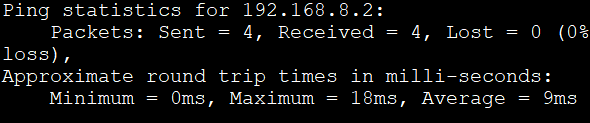 Ping statistics for 192.168.8.2:
    Packets: Sent = 4, Received = 4, Lost = 0 (0%
loss),
Approximate round trip times in milli-seconds:
    Minimum = 0ms, Maximum = 18ms, Average = 9ms